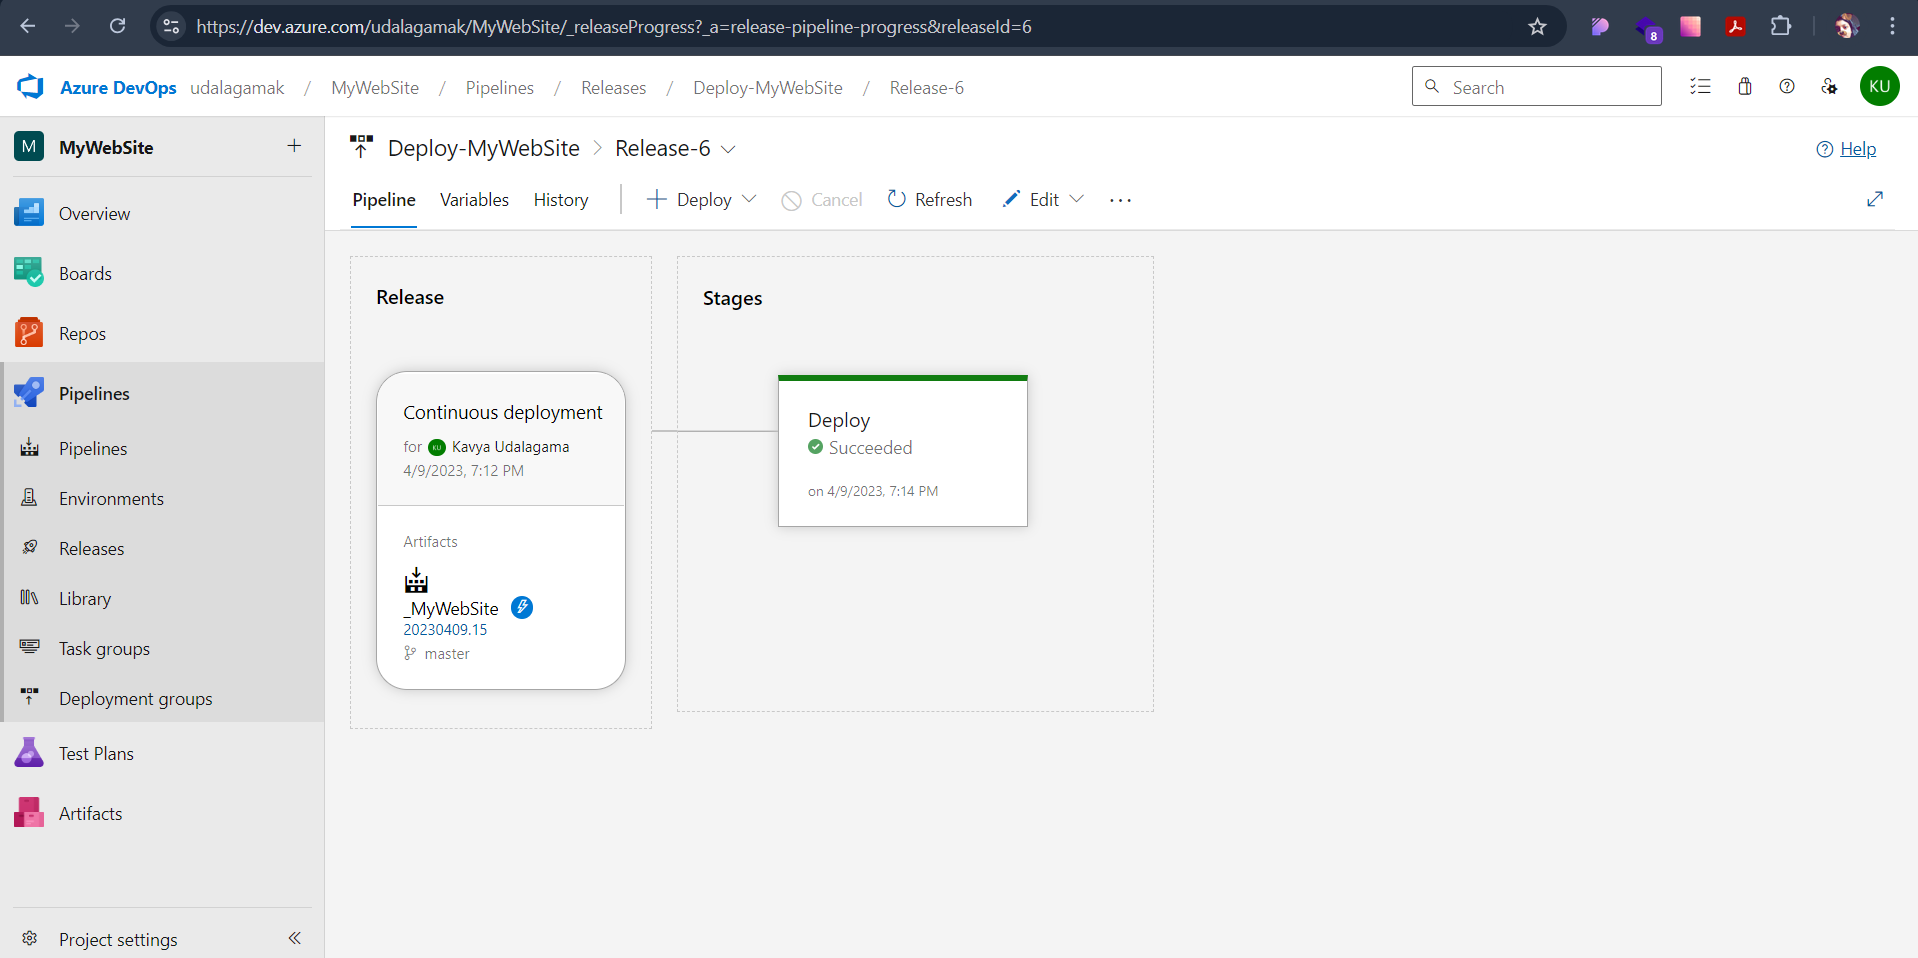 https://dev.azure.com/udalagamak/MyWebSite/_releaseProgress?_a=release-pipeline-progress&releaseId=6
8
Azure DevOps udalagamak / MyWebSite / Pipelines / Releases / Deploy-MyWebSite / Release-6
Search
KU
M MyWebSite
Overview
Boards
Repos
Pipelines
Pipelines
Environments
Releases
Library
Task groups
Deployment groups
Test Plans
Artifacts
Project settings
Deploy-MyWebSite > Release-6
Help
Pipeline Variables History Deploy Cancel Refresh Edit ...
Release
Continuous deployment
for KU Kavya Udalagama
4/9/2023, 7:12 PM
Artifacts
_MyWebSite
20230409.15
master
Stages
Deploy
Succeeded
on 4/9/2023, 7:14 PM